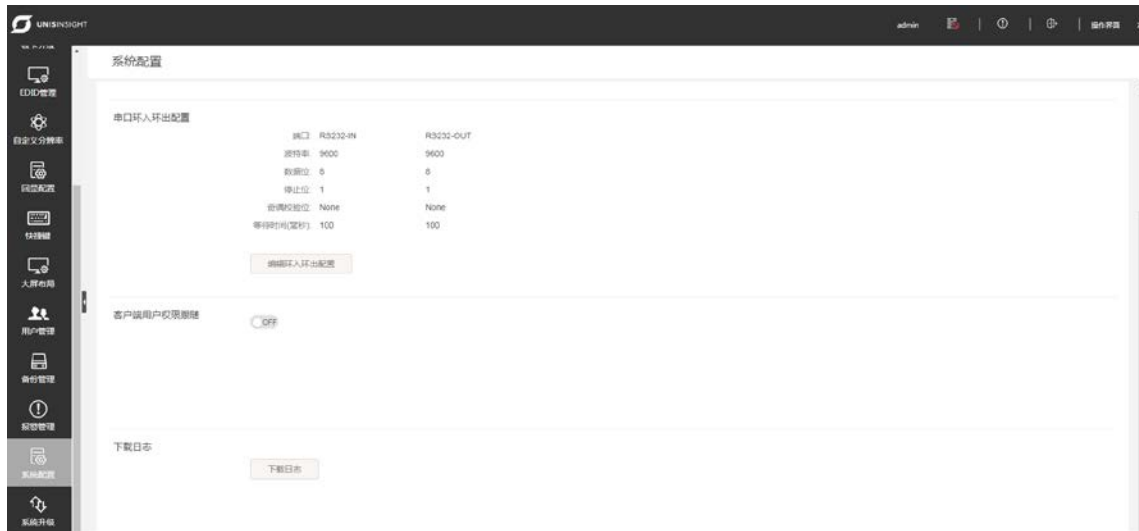 UNISINSIGHT
admin
操作界面
EDID管理
自定义分辨率
回显配置
快捷键
大屏布局
用户管理
备份管理
报警管理
系统配置
系统升级
系统配置
串口环入环出配置
端口: RS232-IN RS232-OUT
波特率: 9600 9600
数据位: 8 8
停止位: 1 1
奇偶校验位: None None
等待时间(毫秒): 100 100
编辑环入环出配置
客户端用户权限跟随
OFF
下载日志
下载日志